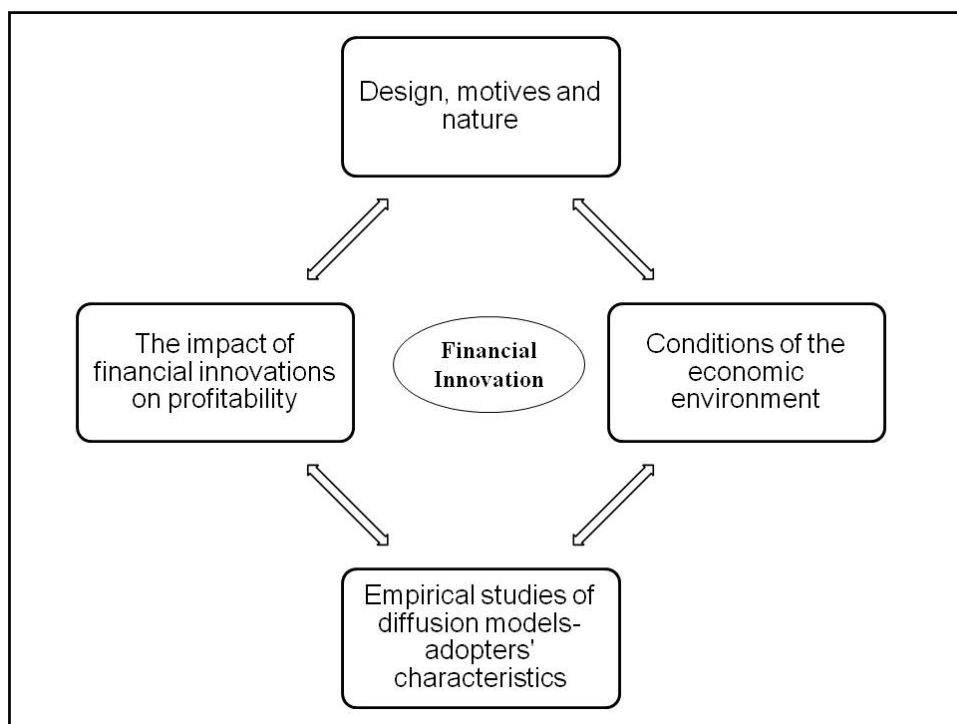 Design, motives and
nature
The impact of
financial innovations
on profitability
Financial
Innovation
Conditions of the
economic
environment
Empirical studies of
diffusion models-
adopters'
characteristics